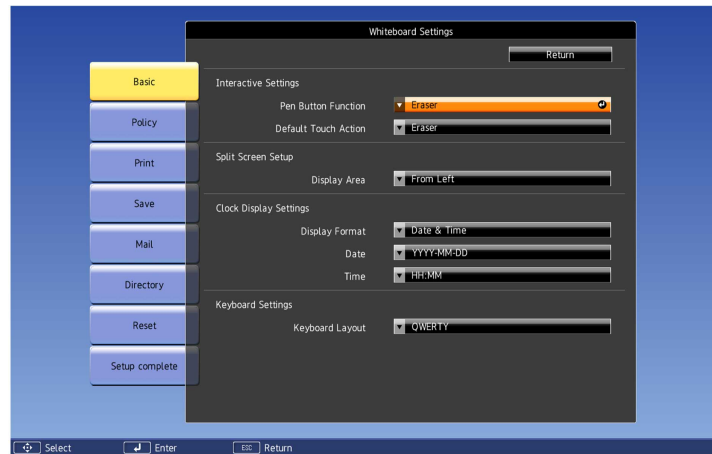 Whiteboard Settings
Return
Basic
Policy
Print
Save
Mail
Directory
Reset
Setup complete
Interactive Settings
Pen Button Function Eraser
Default Touch Action Eraser
Split Screen Setup
Display Area From Left
Clock Display Settings
Display Format Date & Time
Date YYYY-MM-DD
Time HH:MM
Keyboard Settings
Keyboard Layout QWERTY
Select Enter ESC Return